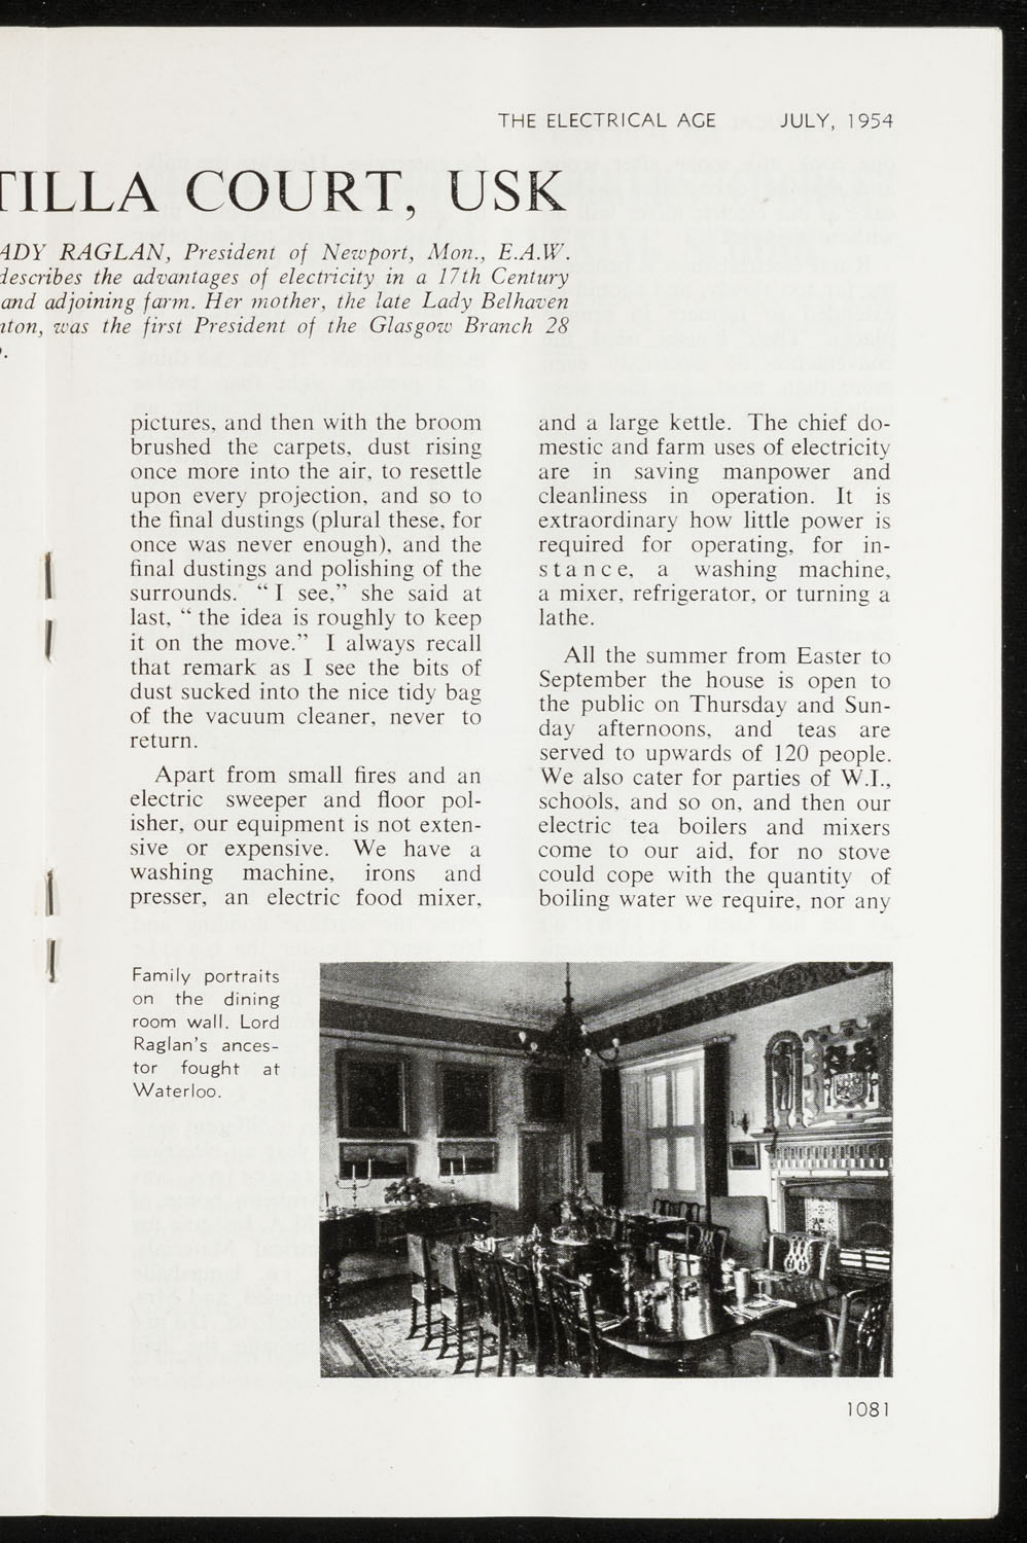 THE ELECTRICAL AGE JULY, 1954
TILLA COURT, USK
ADY RAGLAN, President of Newport, Mon., E.A.W.
describes the advantages of electricity in a 17th Century
and adjoining farm. Her mother, the late Lady Belhaven
nton, was the first President of the Glasgow Branch 28
pictures, and then with the broom
brushed the carpets, dust rising
once more into the air, to resettle
upon every projection, and so to
the final dustings (plural these, for
once was never enough), and the
final dustings and polishing of the
surrounds. “ I see,” she said at
last, “ the idea is roughly to keep
it on the move.” I always recall
that remark as I see the bits of
dust sucked into the nice tidy bag
of the vacuum cleaner, never to
return.
Apart from small fires and an
electric sweeper and floor pol-
isher, our equipment is not exten-
sive or expensive. We have a
washing machine, irons and
presser, an electric food mixer,
and a large kettle. The chief do-
mestic and farm uses of electricity
are in saving manpower and
cleanliness in operation. It is
extraordinary how little power is
required for operating, for in-
stance, a washing machine,
a mixer, refrigerator, or turning a
lathe.
All the summer from Easter to
September the house is open to
the public on Thursday and Sun-
day afternoons, and teas are
served to upwards of 120 people.
We also cater for parties of W.I.,
schools, and so on, and then our
electric tea boilers and mixers
come to our aid, for no stove
could cope with the quantity of
boiling water we require, nor any
Family portraits
on the dining
room wall. Lord
Raglan’s ances-
tor fought at
Waterloo.
1081